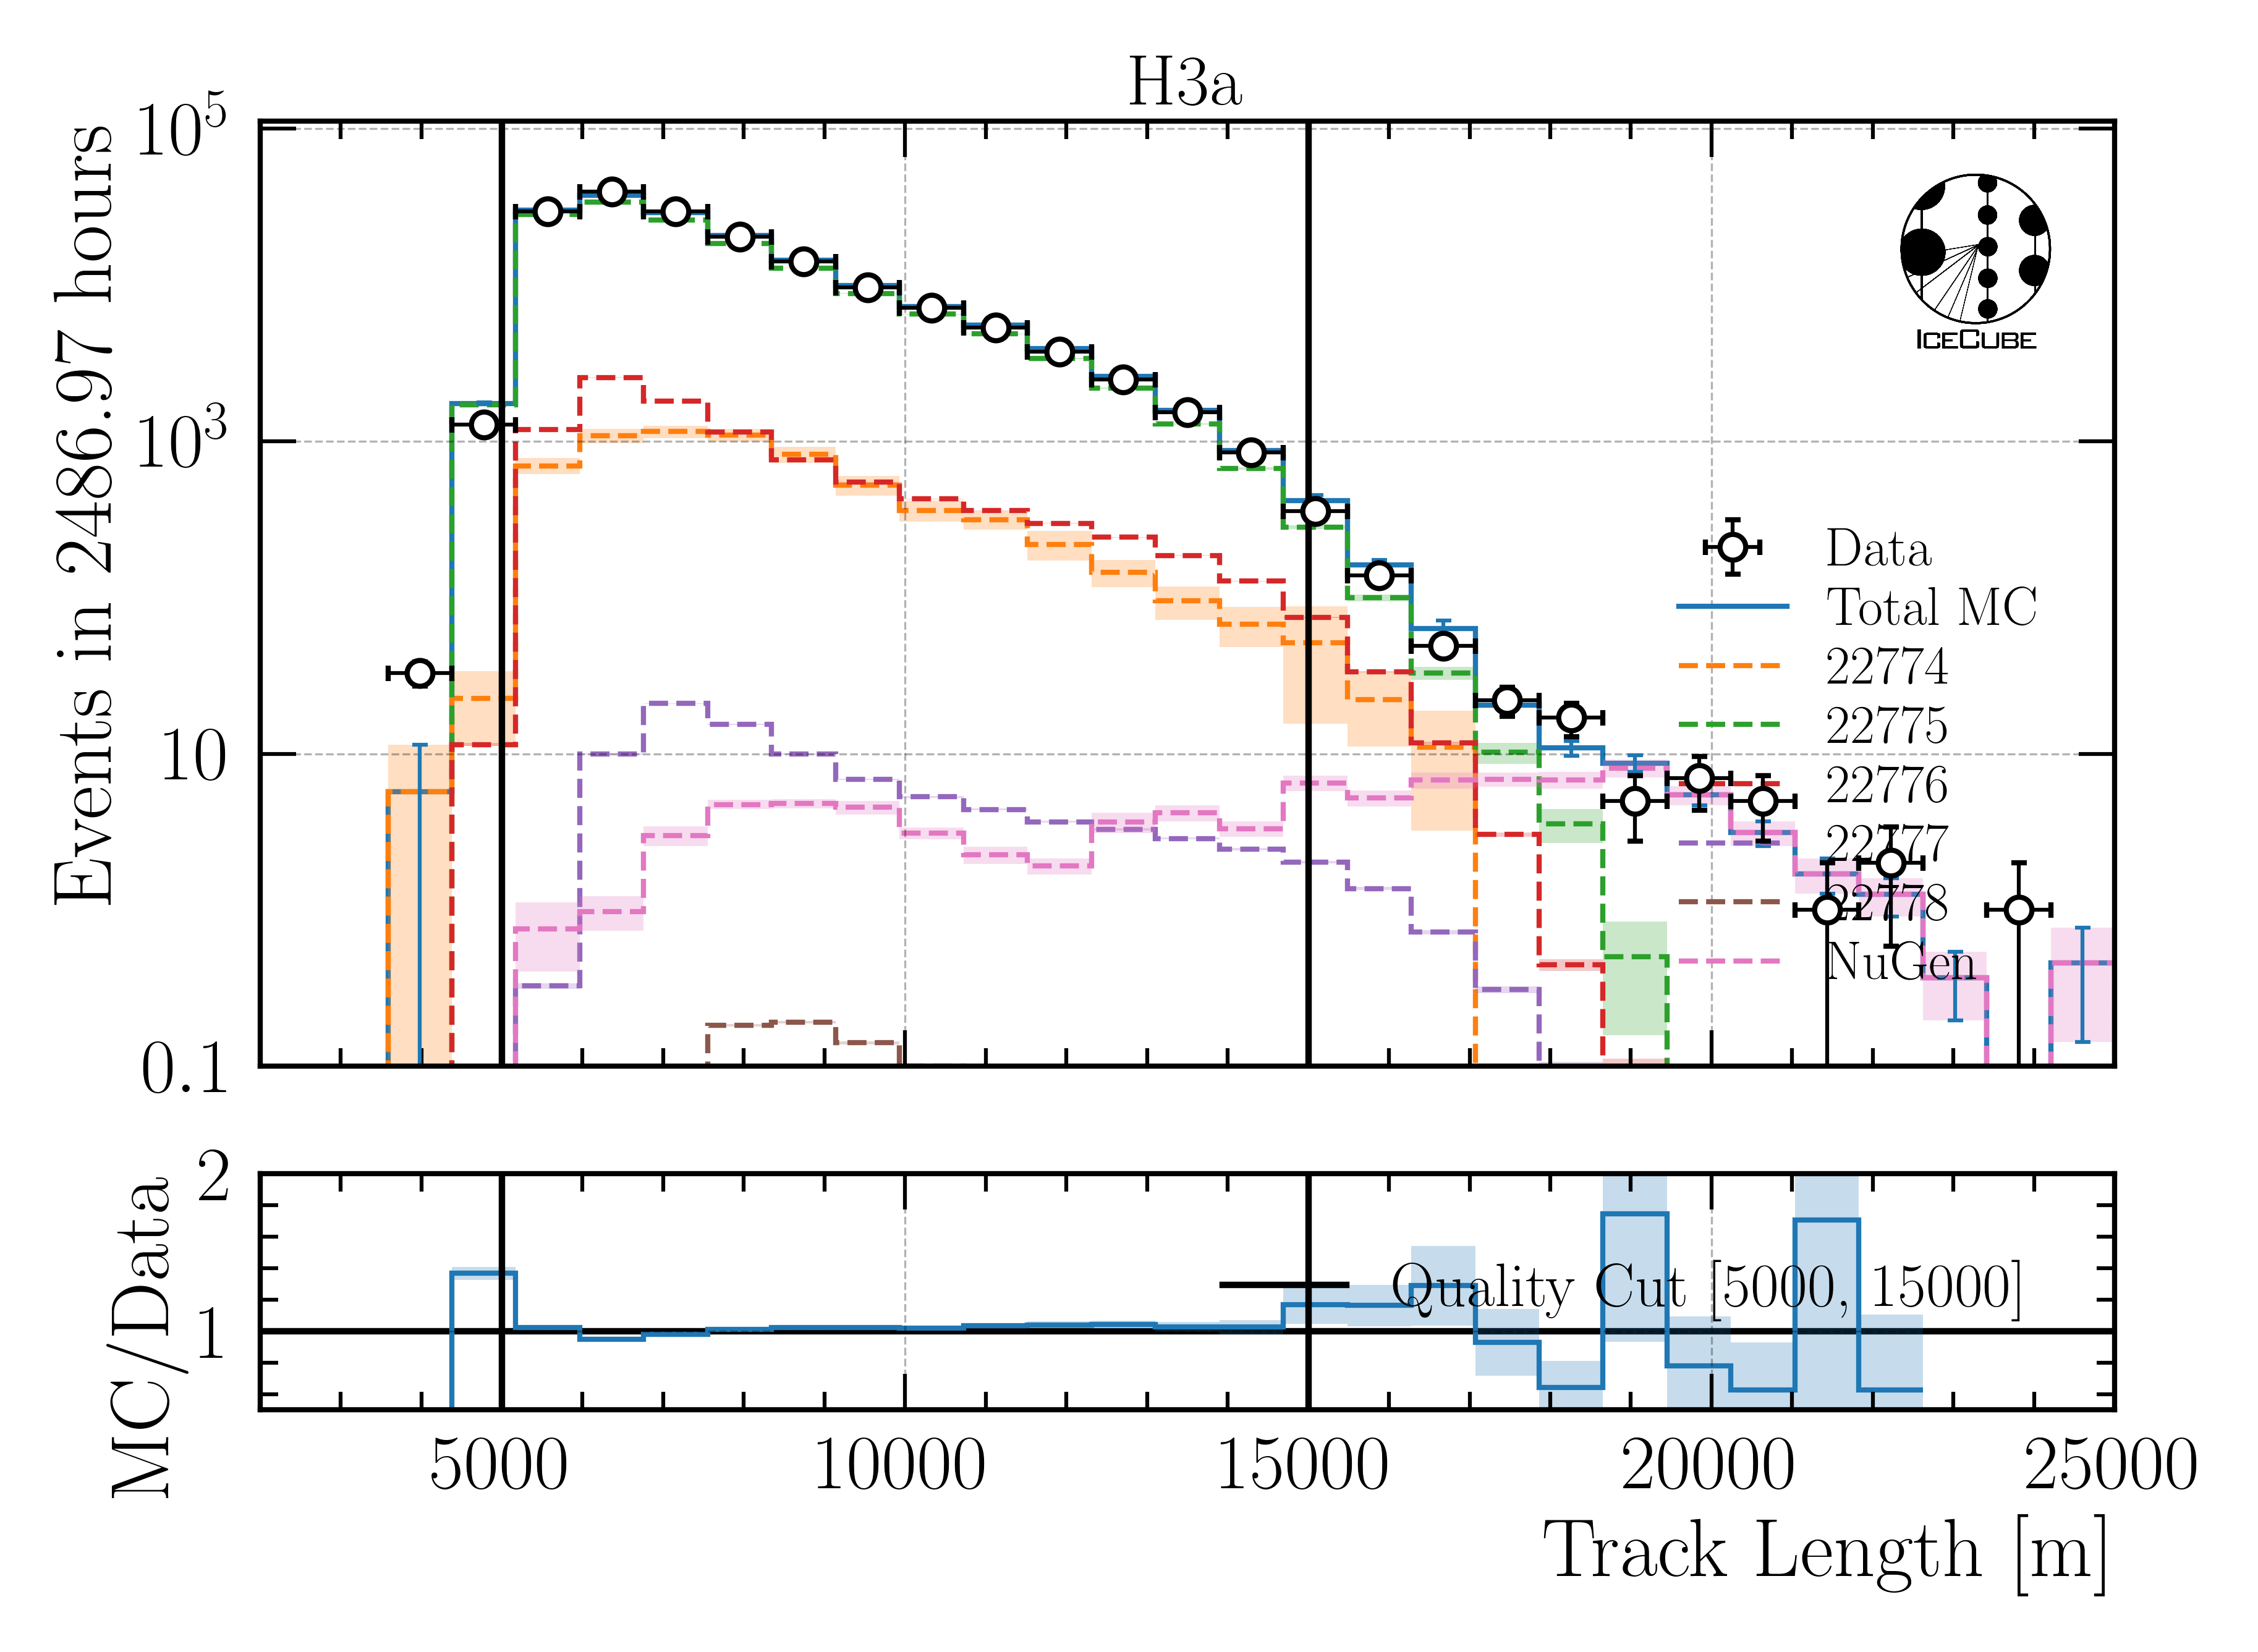 H3a
Events in 2486.97 hours
10^5
10^3
10
0.1
ICECUBE
Data
Total MC
22774
22775
22776
22777
22778
NuGen
MC/Data
2
1
Quality Cut [5000, 15000]
5000 10000 15000 20000 25000
Track Length [m]